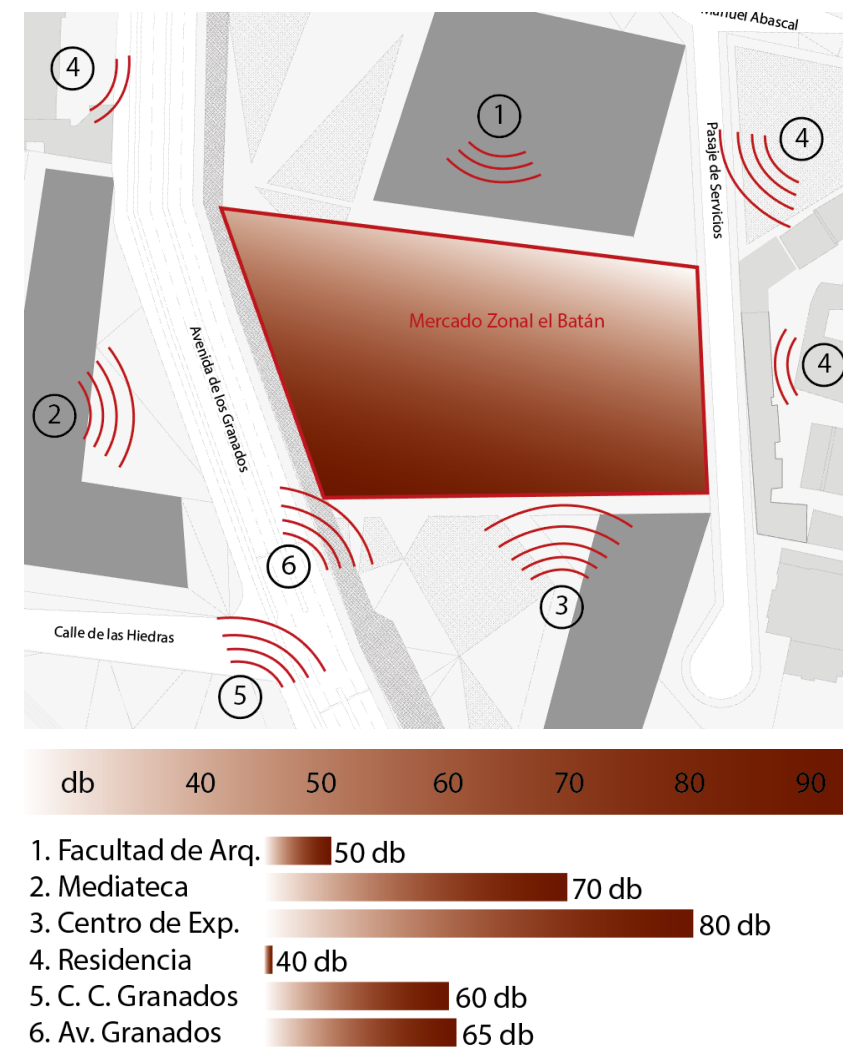 Manuel Abascal
4
1
4
Pasaje de Servicios
Mercado Zonal el Batán
Avenida de los Granados
4
2
6
3
Calle de las Hiedras
5
db 40 50 60 70 80 90
1. Facultad de Arq. 50 db
2. Mediateca 70 db
3. Centro de Exp. 80 db
4. Residencia 40 db
5. C. C. Granados 60 db
6. Av. Granados 65 db